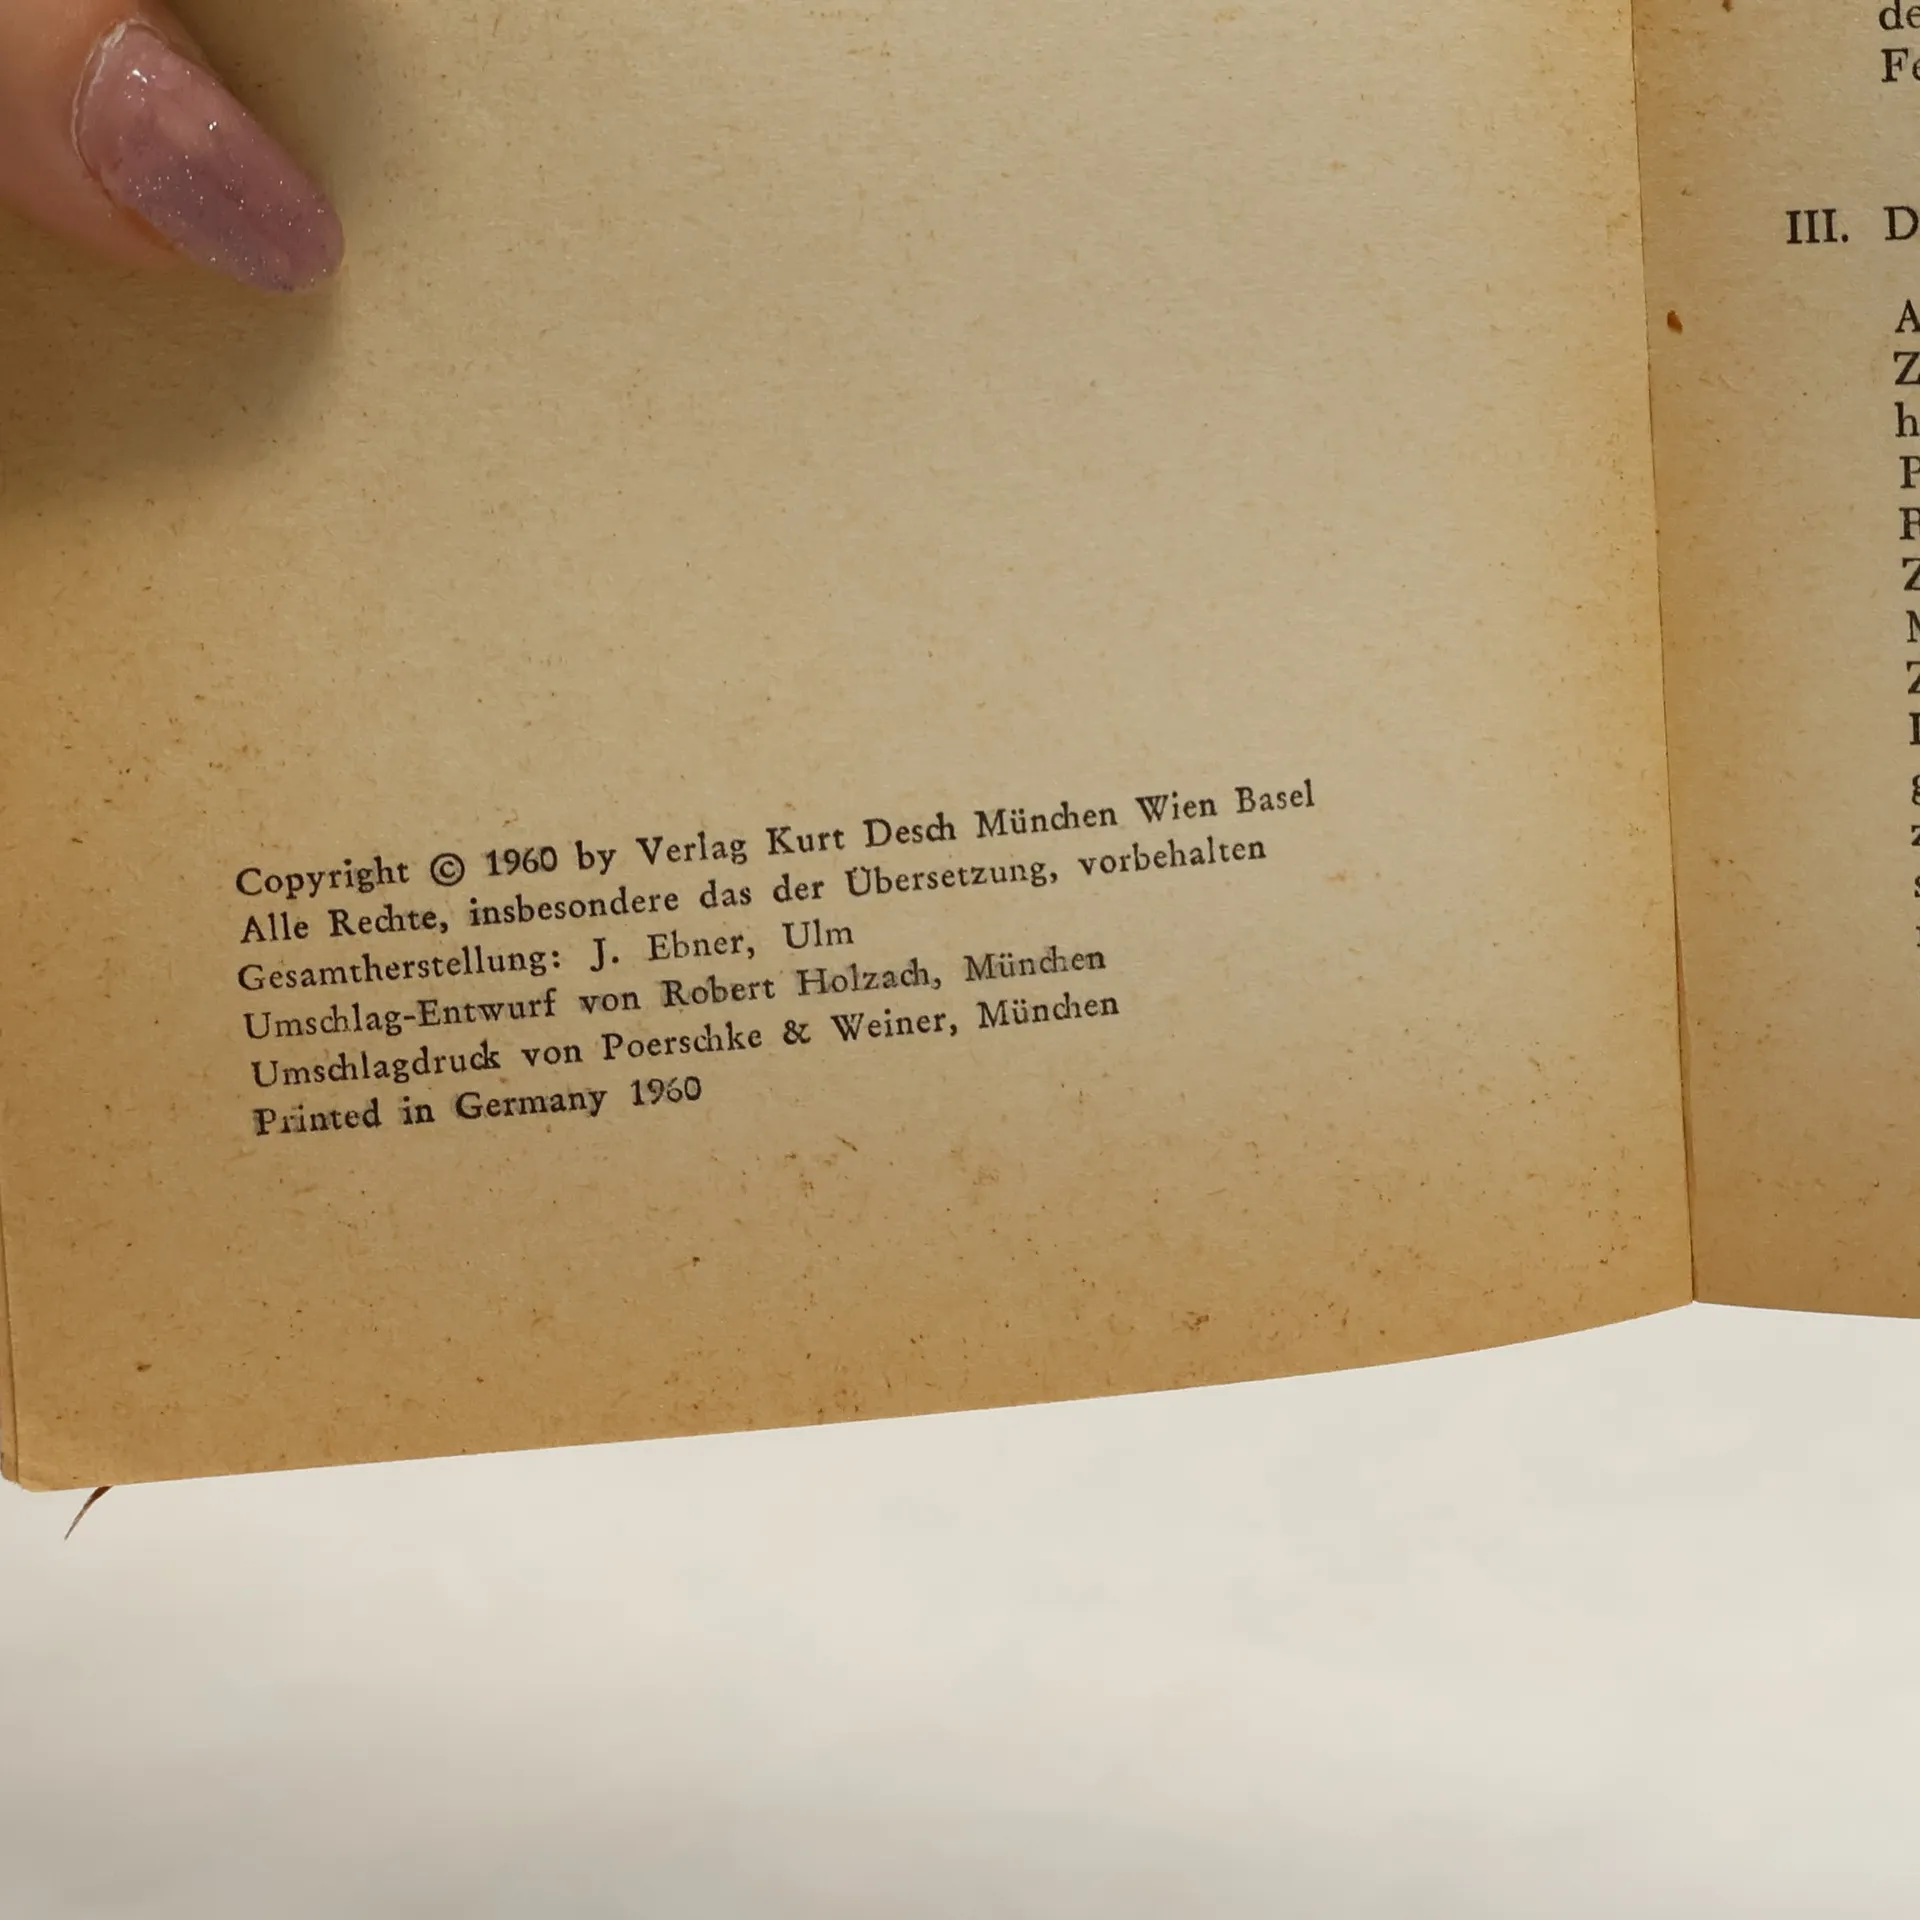 Copyright © 1960 by Verlag Kurt Desch München Wien Basel
Alle Rechte, insbesondere das der Übersetzung, vorbehalten
Gesamtherstellung: J. Ebner, Ulm
Umschlag-Entwurf von Robert Holzach, München
Umschlagdruck von Poerschke & Weiner, München
Printed in Germany 1960
III.